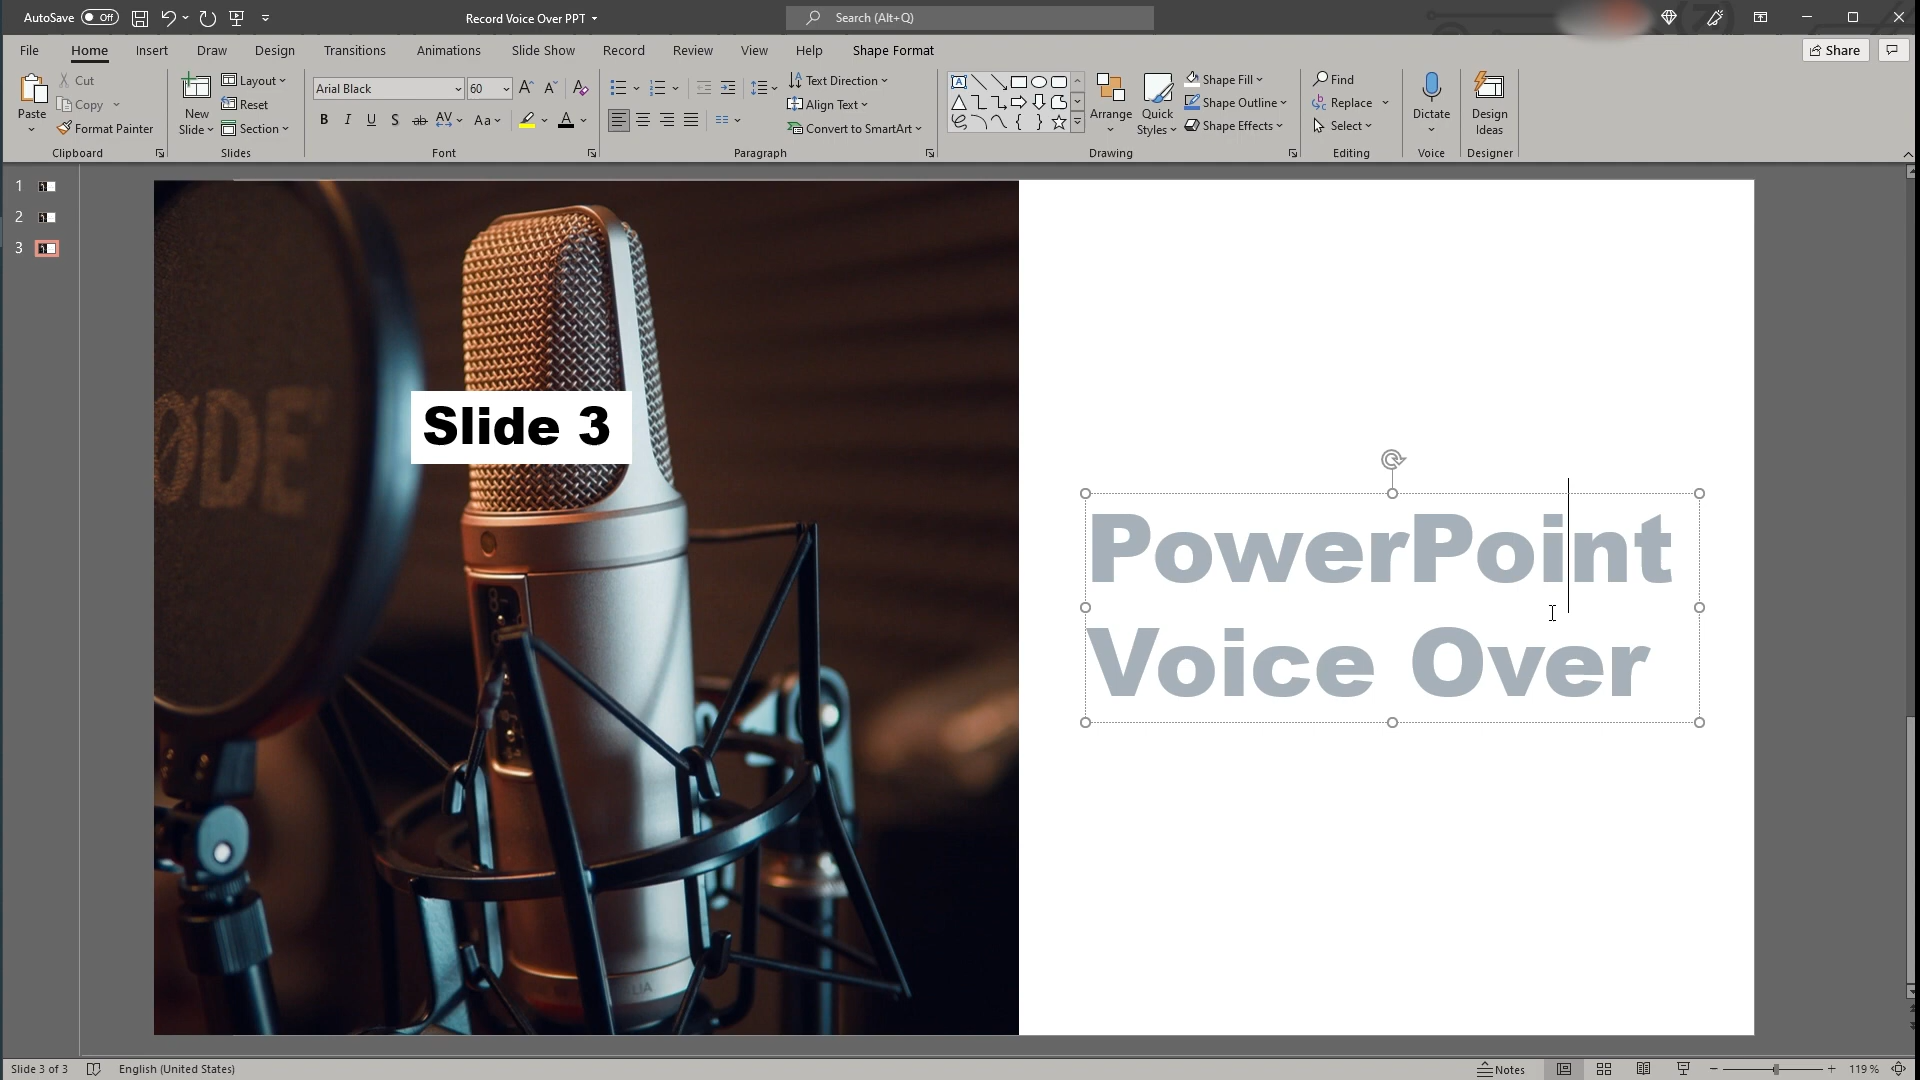 AutoSave Off Record Voice Over PPT Search (Alt+Q)
File Home Insert Draw Design Transitions Animations Slide Show Record Review View Help Shape Format Share
Paste
Cut
Copy
Format Painter
Clipboard
New
Slide
Layout
Reset
Section
Slides
Arial Black 60
B I U S ab AV Aa A
Font
Text Direction
Align Text
Convert to SmartArt
Paragraph
Arrange
Quick
Styles
Shape Fill
Shape Outline
Shape Effects
Drawing
Find
Replace
Select
Editing
Dictate
Voice
Design
Ideas
Designer
1
2
3
ØDE
Slide 3
PowerPoint
Voice Over
Slide 3 of 3 English (United States) Notes 119 %